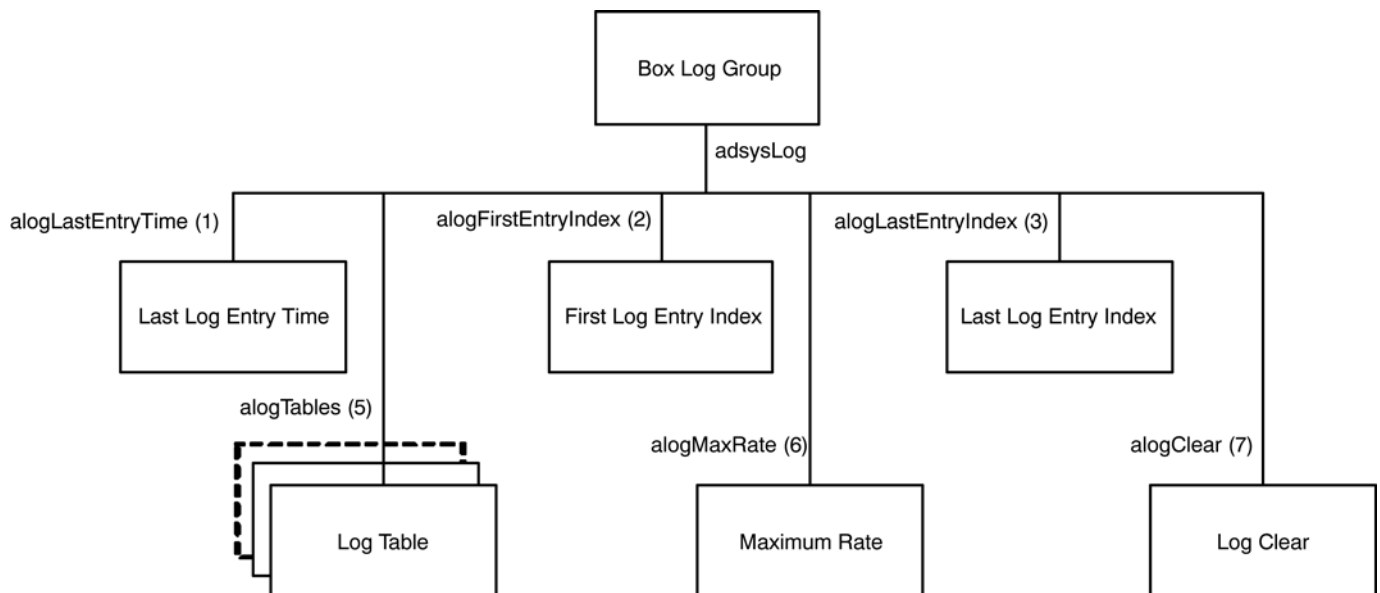 Box Log Group
adsysLog
alogLastEntryTime (1)
alogFirstEntryIndex (2)
alogLastEntryIndex (3)
Last Log Entry Time
First Log Entry Index
Last Log Entry Index
alogTables (5)
alogMaxRate (6)
alogClear (7)
Log Table
Maximum Rate
Log Clear